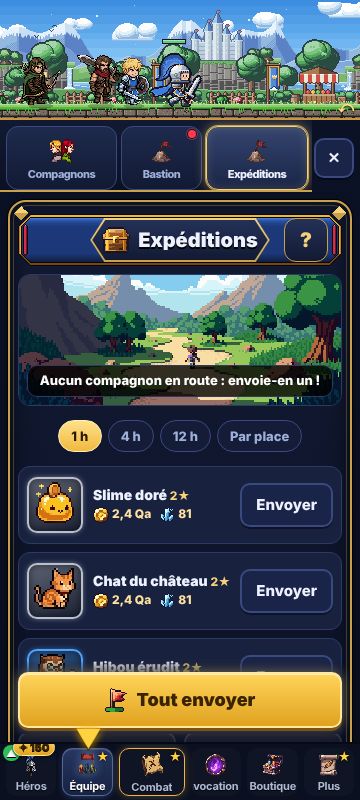 Compagnons
Bastion
Expéditions
×
Expéditions
?
Aucun compagnon en route : envoie-en un !
1 h
4 h
12 h
Par place
Slime doré 2★
2,4 Qa 81
Envoyer
Chat du château 2★
2,4 Qa 81
Envoyer
Hibou érudit 2★
Tout envoyer
160
Héros
Équipe
Combat
vocation
Boutique
Plus